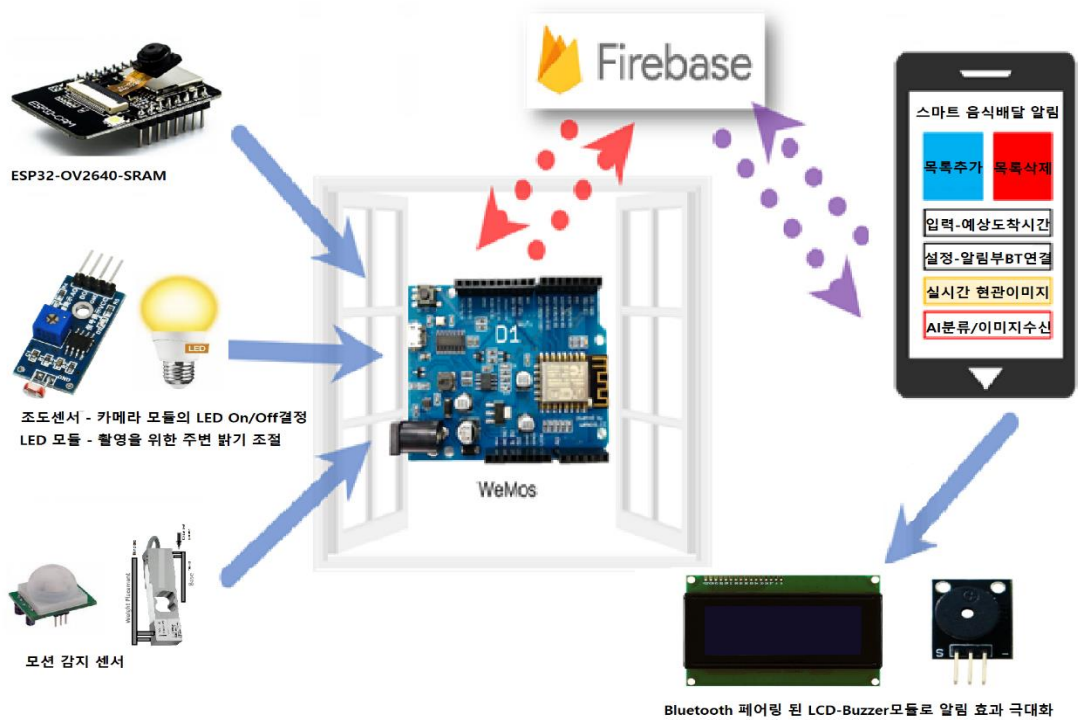 Firebase
ESP32-CAM
ESP32-OV2640-SRAM
스마트 음식배달 알림
목록추가 목록삭제
입력-예상도착시간
설정-알림부BT연결
실시간 현관이미지
AI분류/이미지수신
D1
WeMos
LED
조도센서 - 카메라 모듈의 LED On/Off결정
LED 모듈 - 촬영을 위한 주변 밝기 조절
Weight Placement
모션 감지 센서
S
Bluetooth 페어링 된 LCD-Buzzer모듈로 알림 효과 극대화